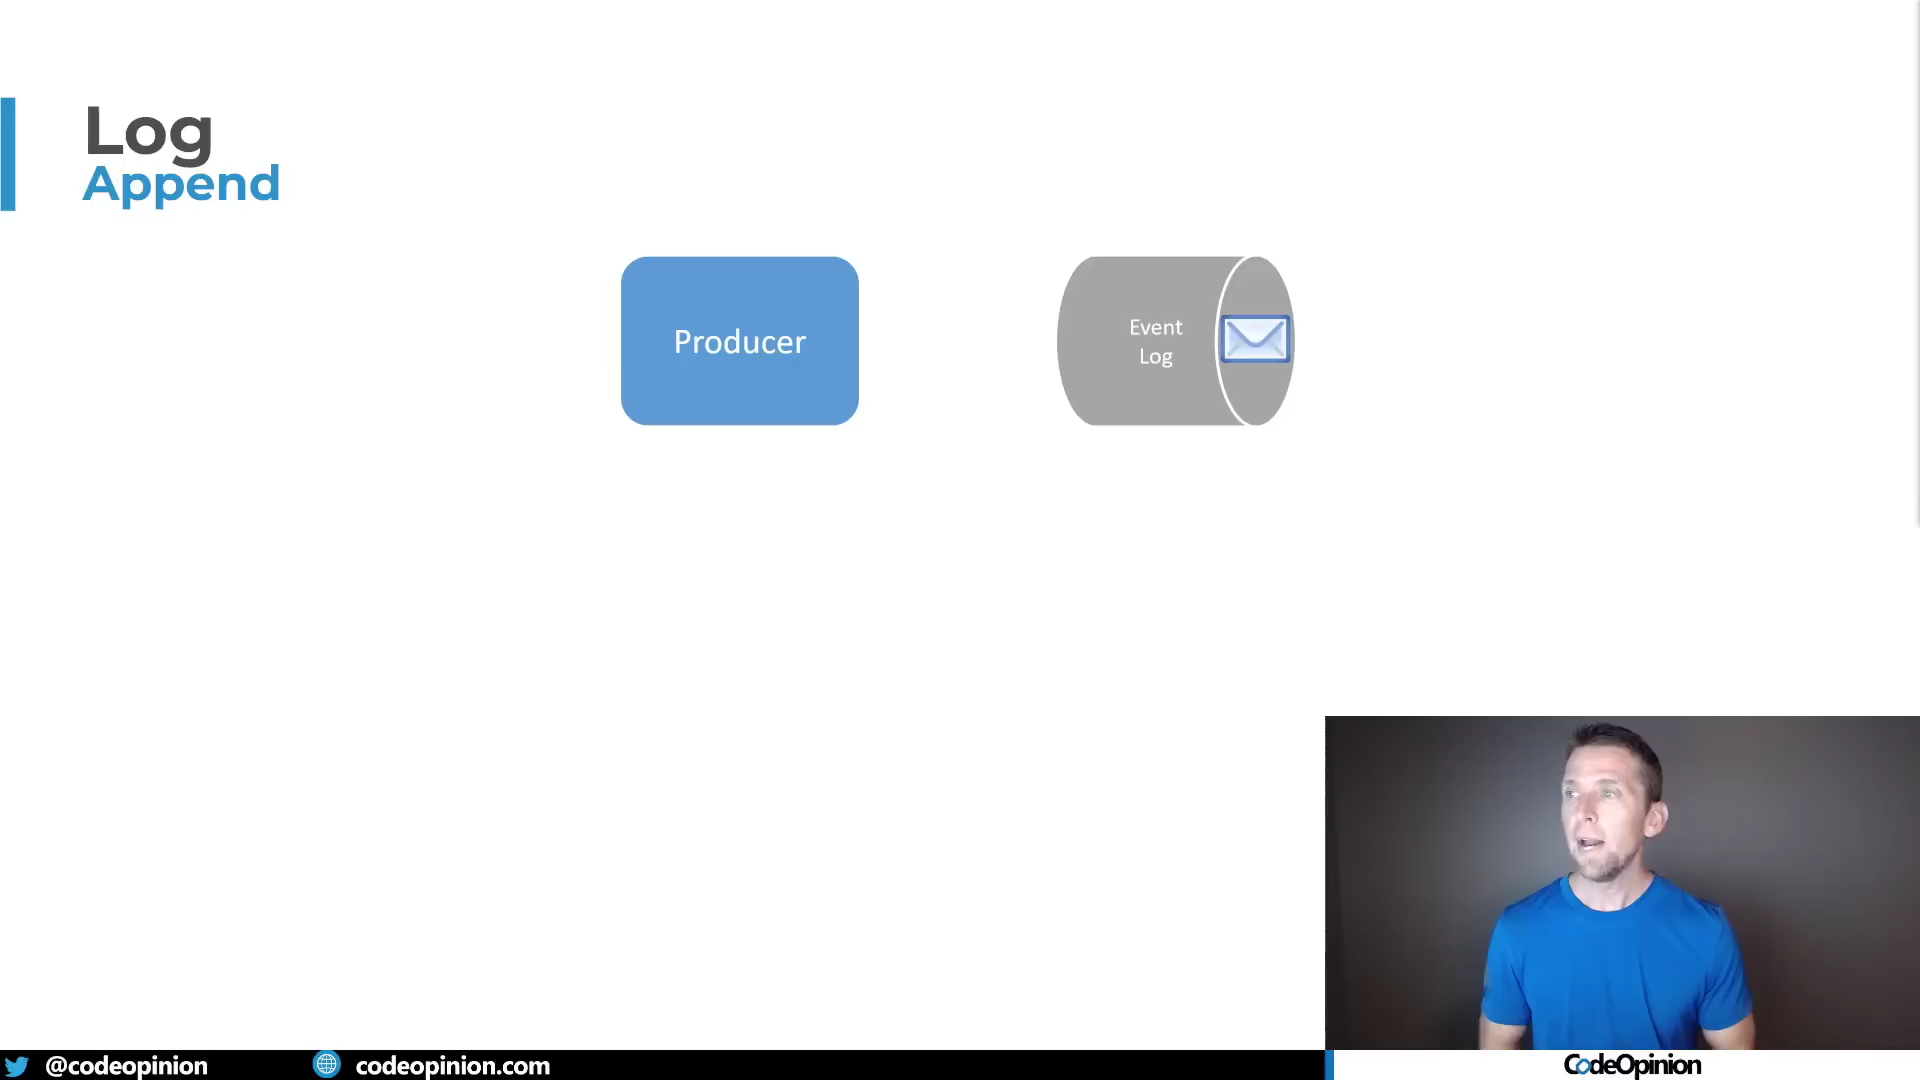 Log
Append
Producer
Event
Log
@codeopinion
codeopinion.com
CodeOpinion